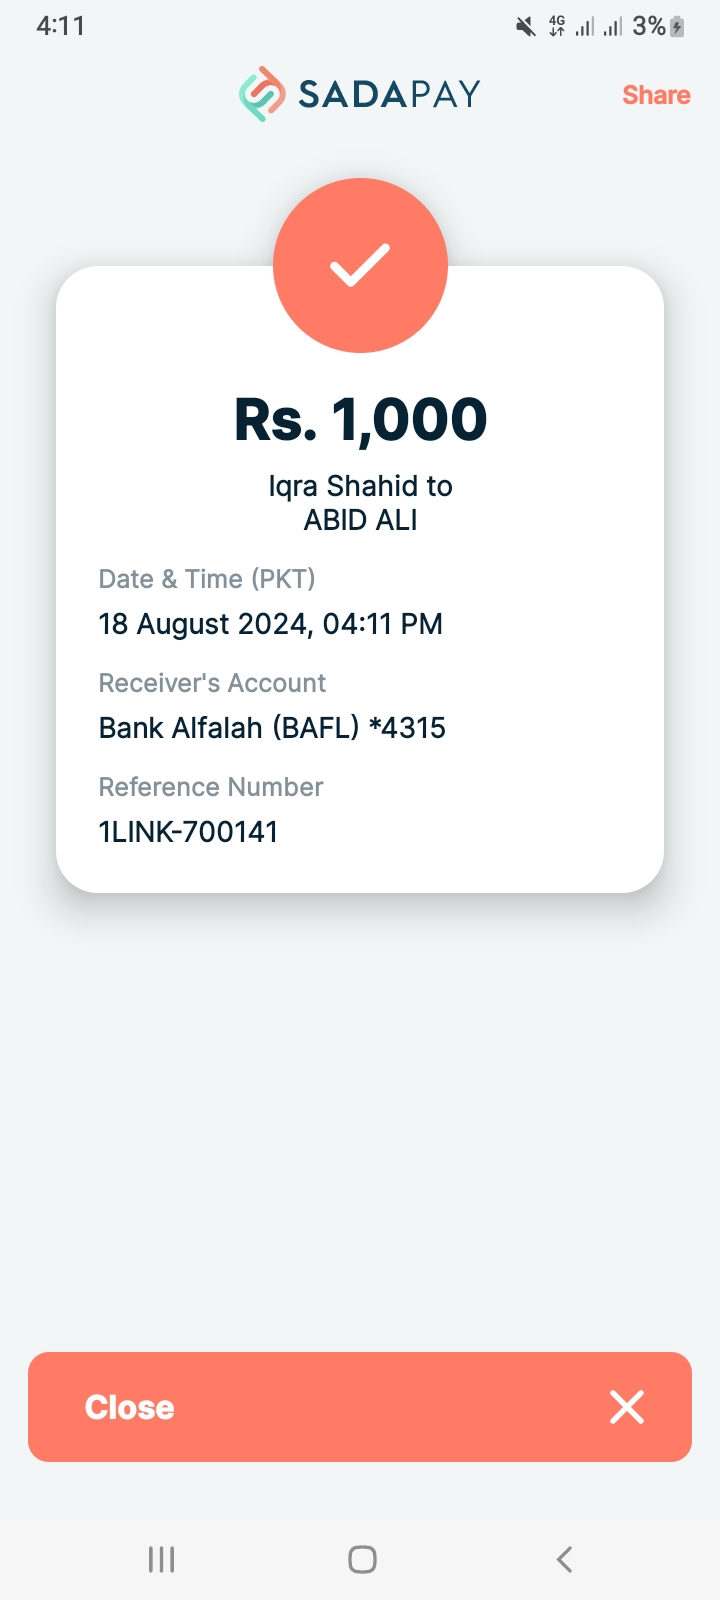 4:11
4G 3%
SADAPAY
Share
Rs. 1,000
Iqra Shahid to
ABID ALI
Date & Time (PKT)
18 August 2024, 04:11 PM
Receiver's Account
Bank Alfalah (BAFL) *4315
Reference Number
1LINK-700141
Close